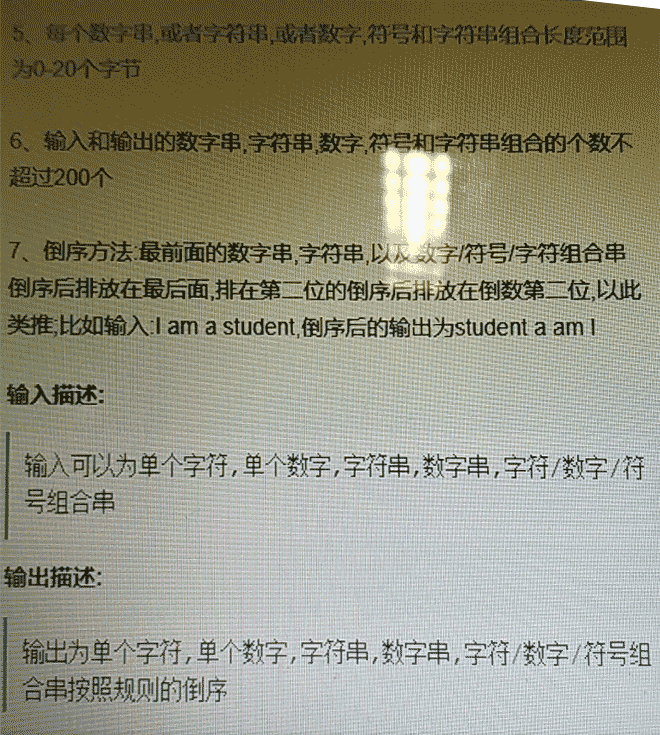 5、每个数字串,或者字符串,或者数字,符号和字符串组合长度范围
为0-20个字节
6、输入和输出的数字串,字符串,数字,符号和字符串组合的个数不
超过200个
7、倒序方法:最前面的数字串,字符串,以及数字/符号/字符组合串
倒序后排放在最后面,排在第二位的倒序后排放在倒数第二位,以此
类推;比如输入:I am a student,倒序后的输出为student a am I
输入描述:
输入可以为单个字符,单个数字,字符串,数字串,字符/数字/符
号组合串
输出描述:
输出为单个字符,单个数字,字符串,数字串,字符/数字/符号组
合串按照规则的倒序